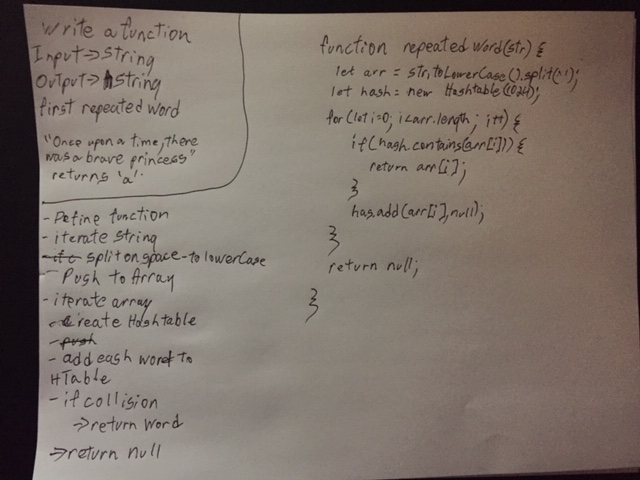 Write a function
Input → string
Output → string
first repeated word
"Once upon a time, there
was a brave princess"
returns 'a'.
- Define function
- iterate string
- split on space - to lowerCase
- push to Array
- iterate array
- create Hashtable
- push
- add each word to
HTable
- if collision
→ return word
→ return null
function repeatedWord(str) {
let arr = str.toLowerCase().split(' ');
let hash = new Hashtable(1024);
for(let i=0; i<arr.length; i++) {
if(hash.contains(arr[i])) {
return arr[i];
}
has.add(arr[i], null);
}
return null;
}